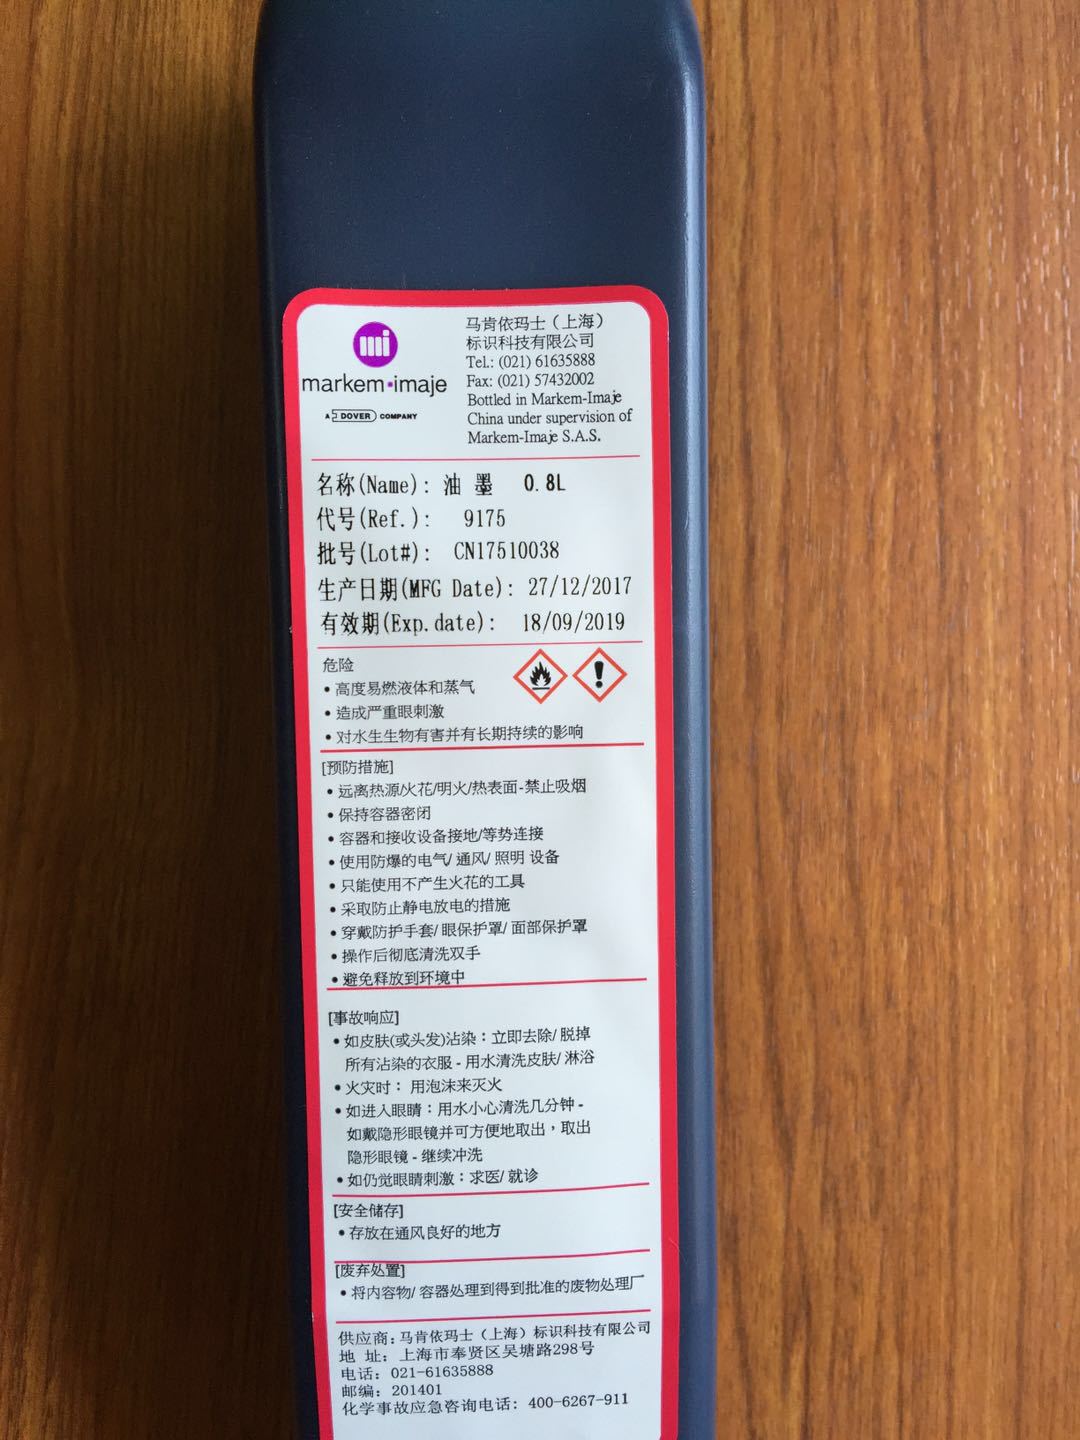 mi
markem·imaje
A DOVER COMPANY
马肯依玛士（上海）
标识科技有限公司
Tel.: (021) 61635888
Fax: (021) 57432002
Bottled in Markem-Imaje
China under supervision of
Markem-Imaje S.A.S.
名称(Name): 油 墨 0.8L
代号(Ref.): 9175
批号(Lot#): CN17510038
生产日期(MFG Date): 27/12/2017
有效期(Exp.date): 18/09/2019
危险
• 高度易燃液体和蒸气
• 造成严重眼刺激
• 对水生生物有害并有长期持续的影响
[预防措施]
• 远离热源/火花/明火/热表面-禁止吸烟
• 保持容器密闭
• 容器和接收设备接地/等势连接
• 使用防爆的电气/ 通风/ 照明 设备
• 只能使用不产生火花的工具
• 采取防止静电放电的措施
• 穿戴防护手套/ 眼保护罩/ 面部保护罩
• 操作后彻底清洗双手
• 避免释放到环境中
[事故响应]
• 如皮肤(或头发)沾染：立即去除/ 脱掉
所有沾染的衣服 - 用水清洗皮肤/ 淋浴
• 火灾时： 用泡沫来灭火
• 如进入眼睛：用水小心清洗几分钟 -
如戴隐形眼镜并可方便地取出，取出
隐形眼镜 - 继续冲洗
• 如仍觉眼睛刺激：求医/ 就诊
[安全储存]
• 存放在通风良好的地方
[废弃处置]
• 将内容物/ 容器处理到得到批准的废物处理厂
供应商: 马肯依玛士（上海）标识科技有限公司
地 址: 上海市奉贤区吴塘路298号
电话: 021-61635888
邮编: 201401
化学事故应急咨询电话: 400-6267-911